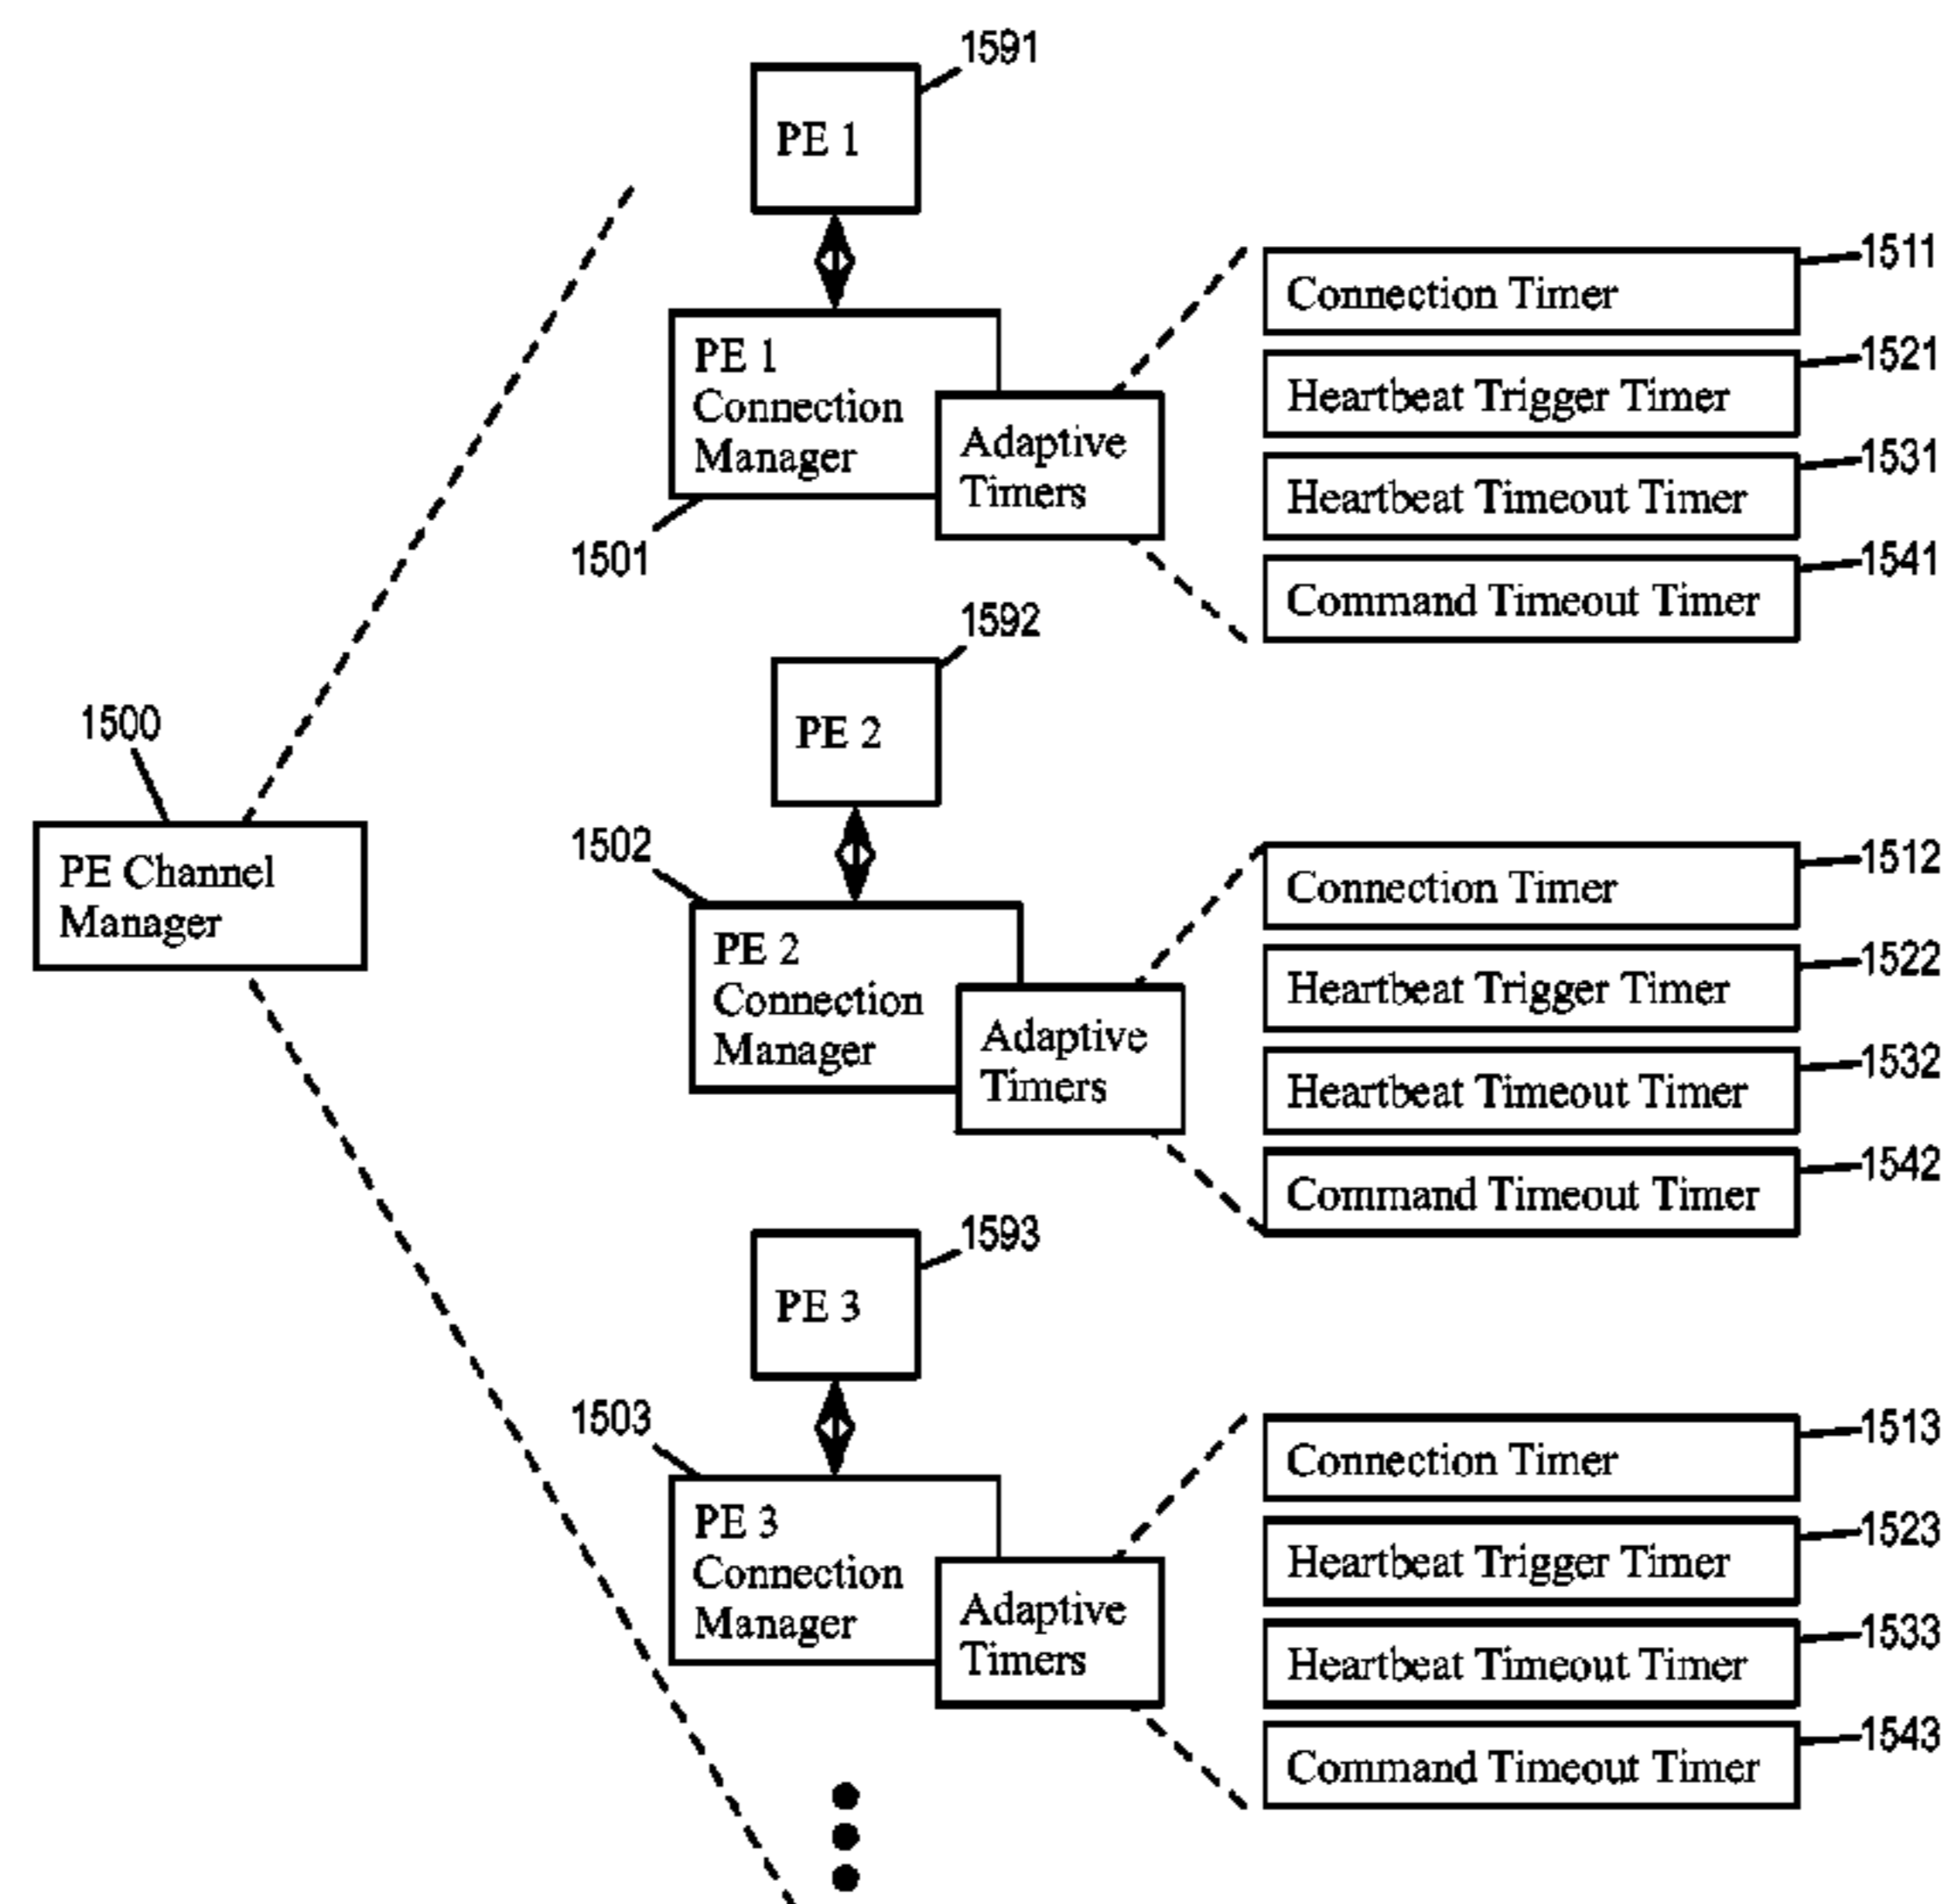 1591
PE 1
1511
Connection Timer
1521
PE 1
Connection
Manager
Heartbeat Trigger Timer
Adaptive
Timers
1531
Heartbeat Timeout Timer
1501
1541
Command Timeout Timer
1592
PE 2
1500
PE Channel
Manager
1502
1512
Connection Timer
PE 2
Connection
Manager
1522
Heartbeat Trigger Timer
Adaptive
Timers
1532
Heartbeat Timeout Timer
1542
Command Timeout Timer
1593
PE 3
1503
1513
Connection Timer
PE 3
Connection
Manager
1523
Heartbeat Trigger Timer
Adaptive
Timers
1533
Heartbeat Timeout Timer
1543
Command Timeout Timer